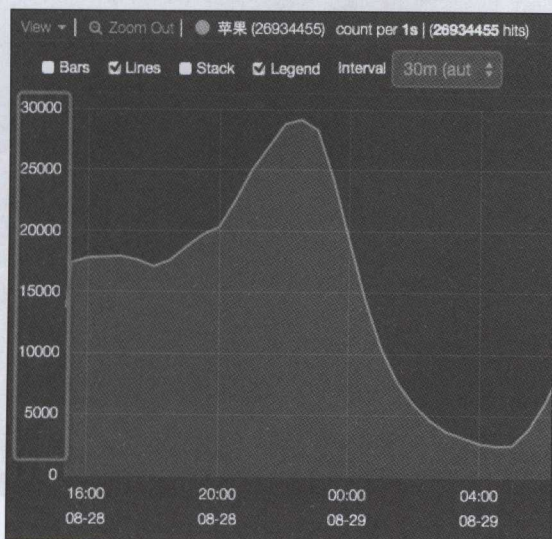 View Zoom Out 苹果 (26934455) count per 1s | (26934455 hits)
Bars Lines Stack Legend Interval 30m (aut
30000
25000
20000
15000
10000
5000
0
16:00 20:00 00:00 04:00
08-28 08-28 08-29 08-29